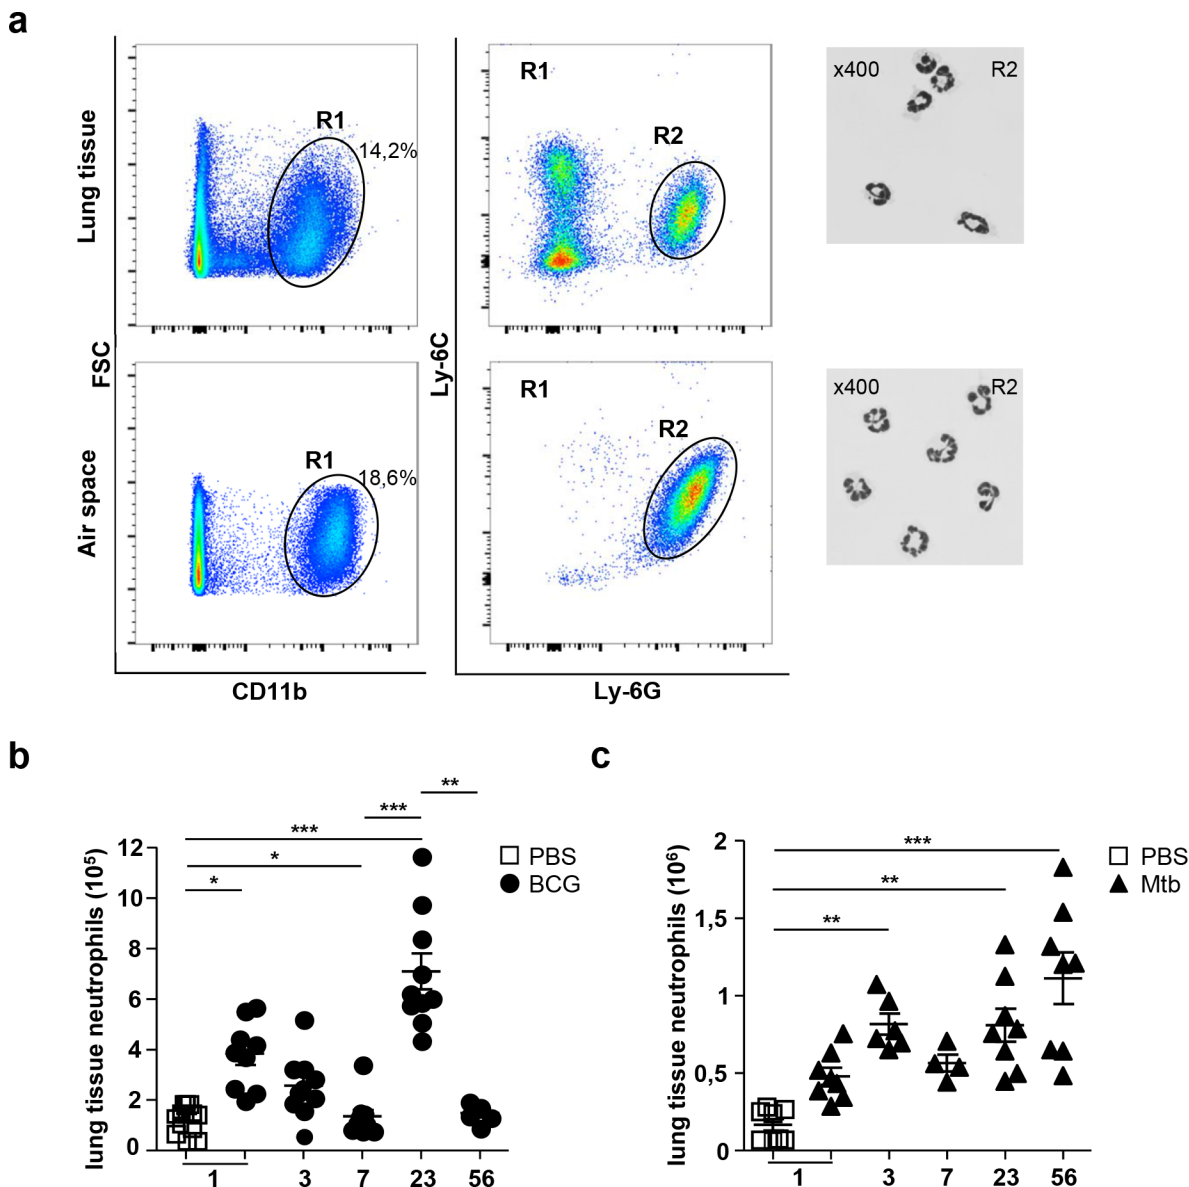 a
Lung tissue
R1
14,2%
R1
R2
x400
R2
FSC
Ly-6C
Air space
R1
18,6%
R1
R2
x400
R2
CD11b
Ly-6G
b
lung tissue neutrophils (10⁵)
**
***
***
*
*
12
10
8
6
4
2
0
PBS
BCG
1
3
7
23
56
c
lung tissue neutrophils (10⁶)
***
**
**
2
1,5
1
0,5
0
PBS
Mtb
1
3
7
23
56